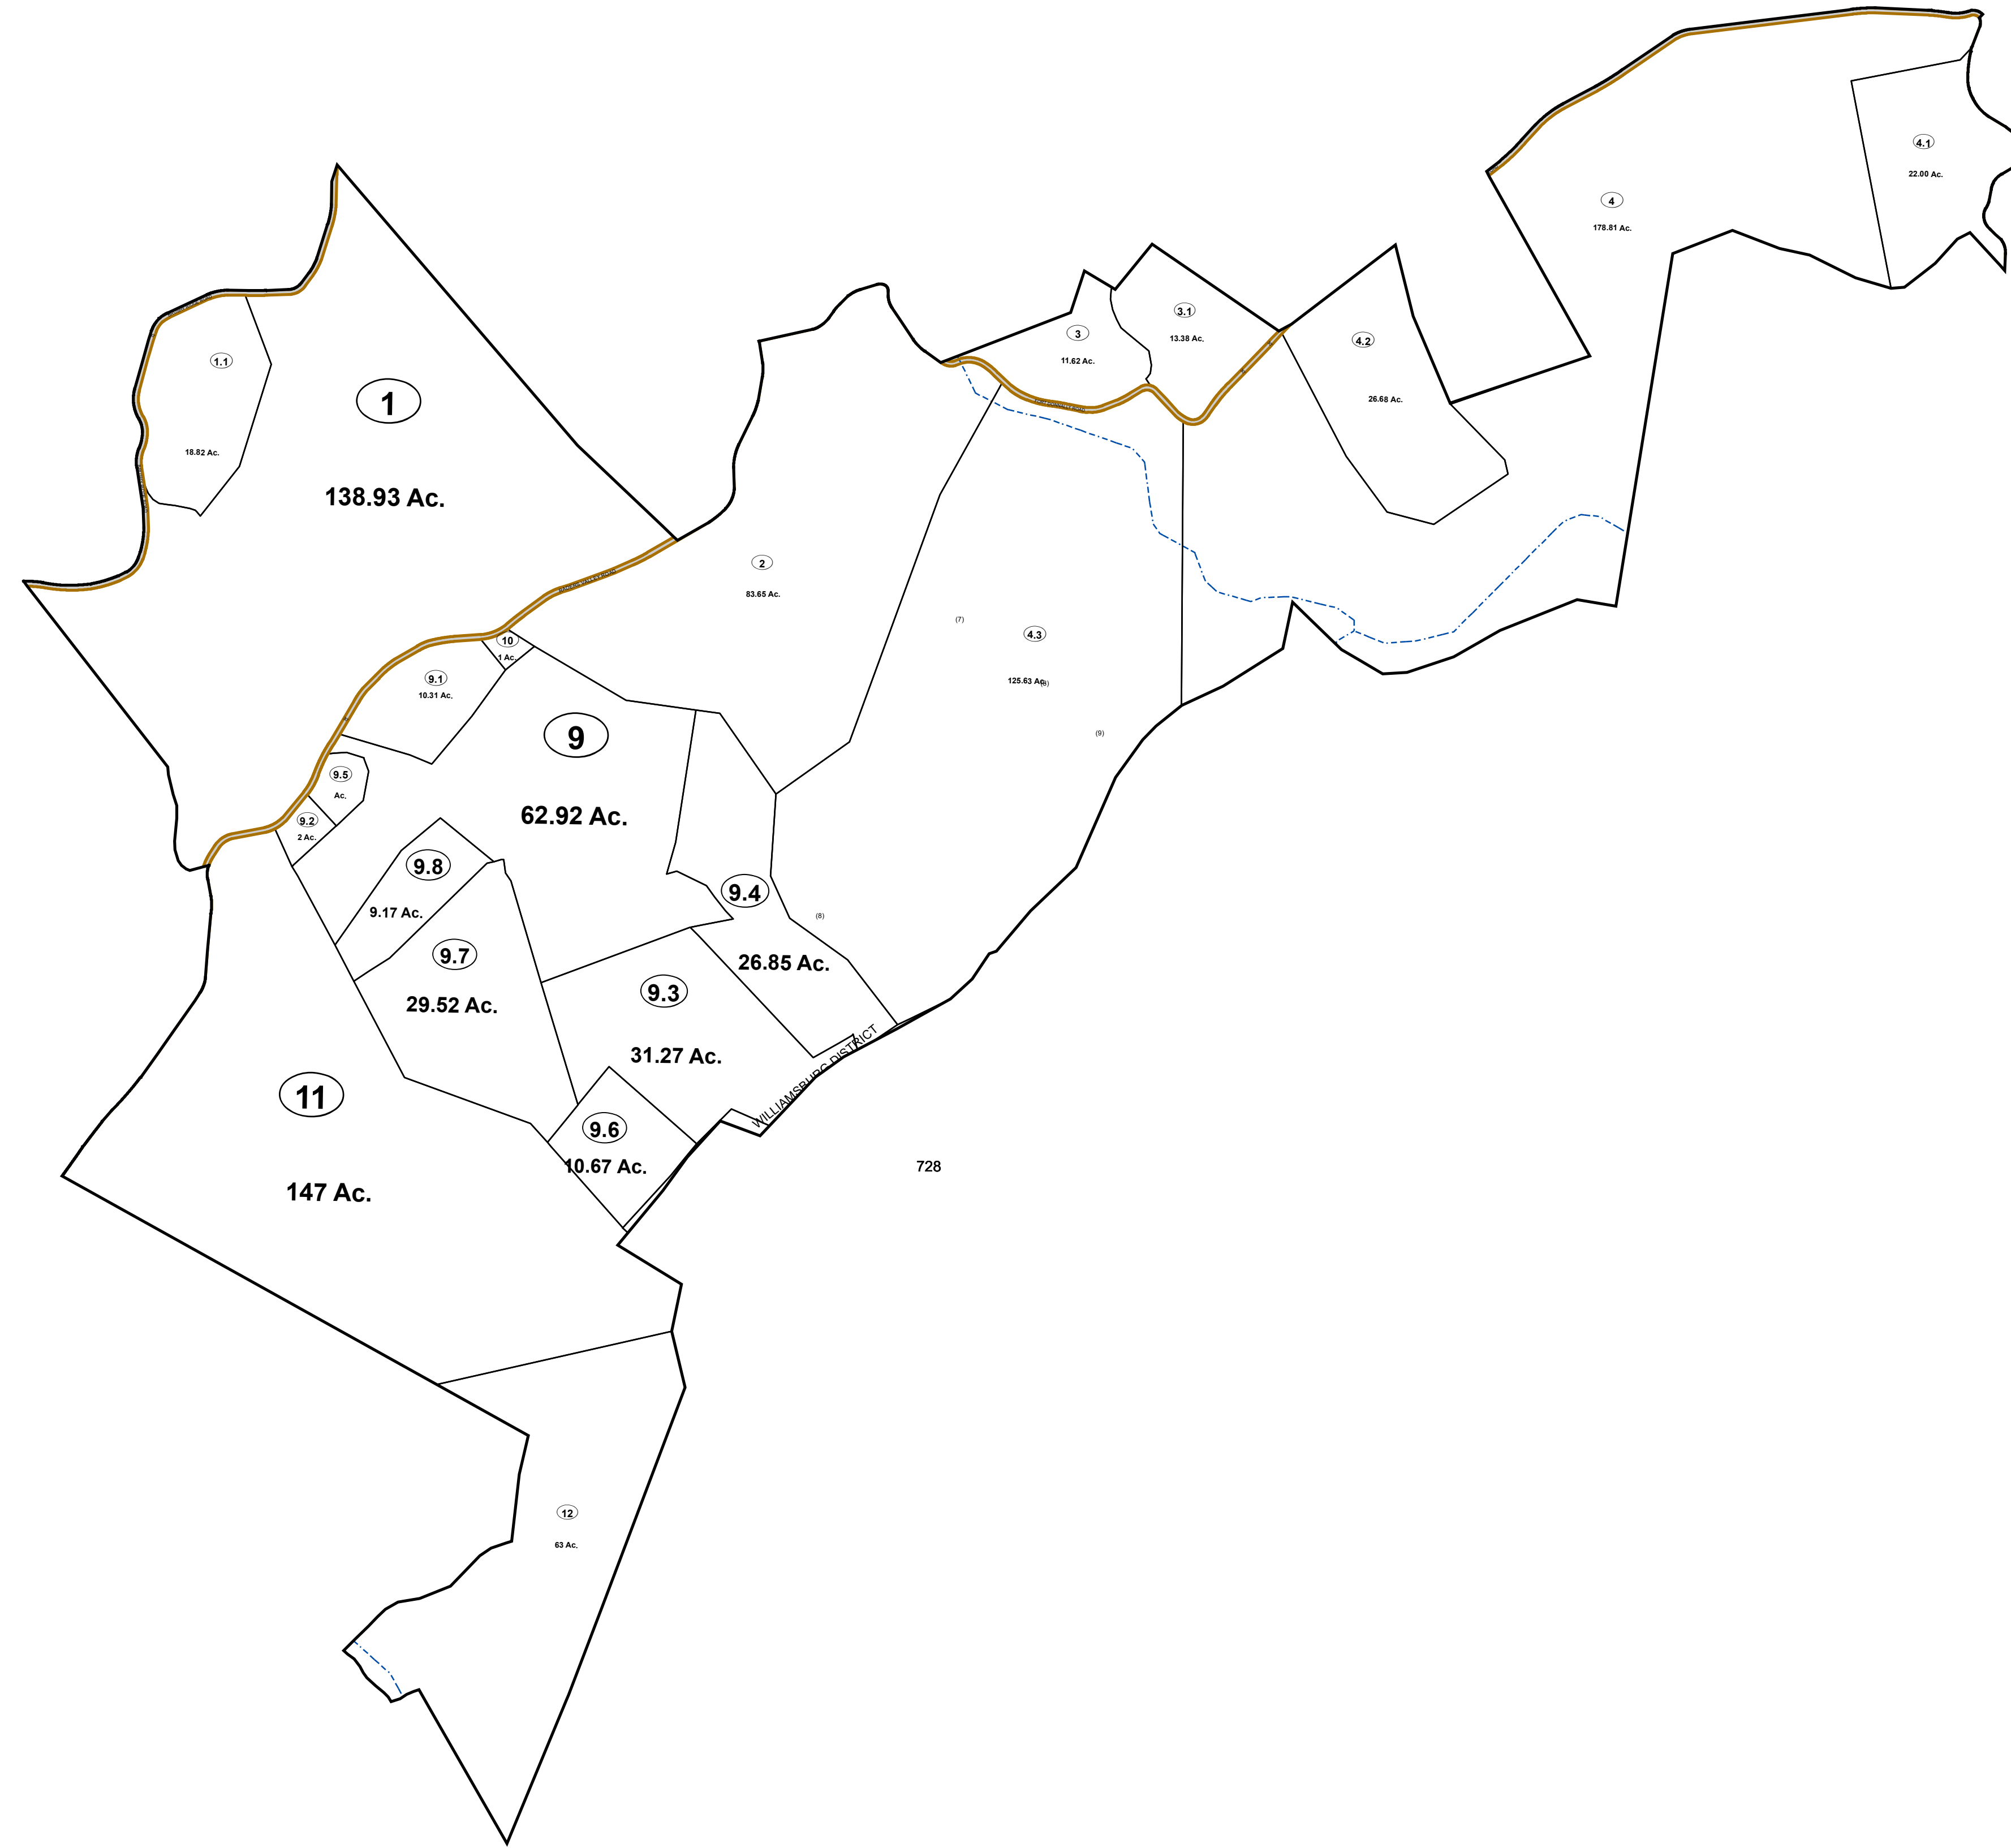 4.1
22.00 Ac.
4
178.81 Ac.
3.1
3
13.38 Ac.
4.2
1.1
11.62 Ac.
1
26.68 Ac.
18.82 Ac.
138.93 Ac.
2
83.65 Ac.
(7)
4.3
10
1 Ac.
9.1
125.63 Ac.
10.31 Ac.
9
(9)
9.5
Ac.
62.92 Ac.
9.2
2 Ac.
9.8
9.4
9.17 Ac.
(8)
9.7
26.85 Ac.
9.3
29.52 Ac.
WILLIAMSBURG DISTRICT
31.27 Ac.
11
9.6
10.67 Ac.
728
147 Ac.
12
63 Ac.